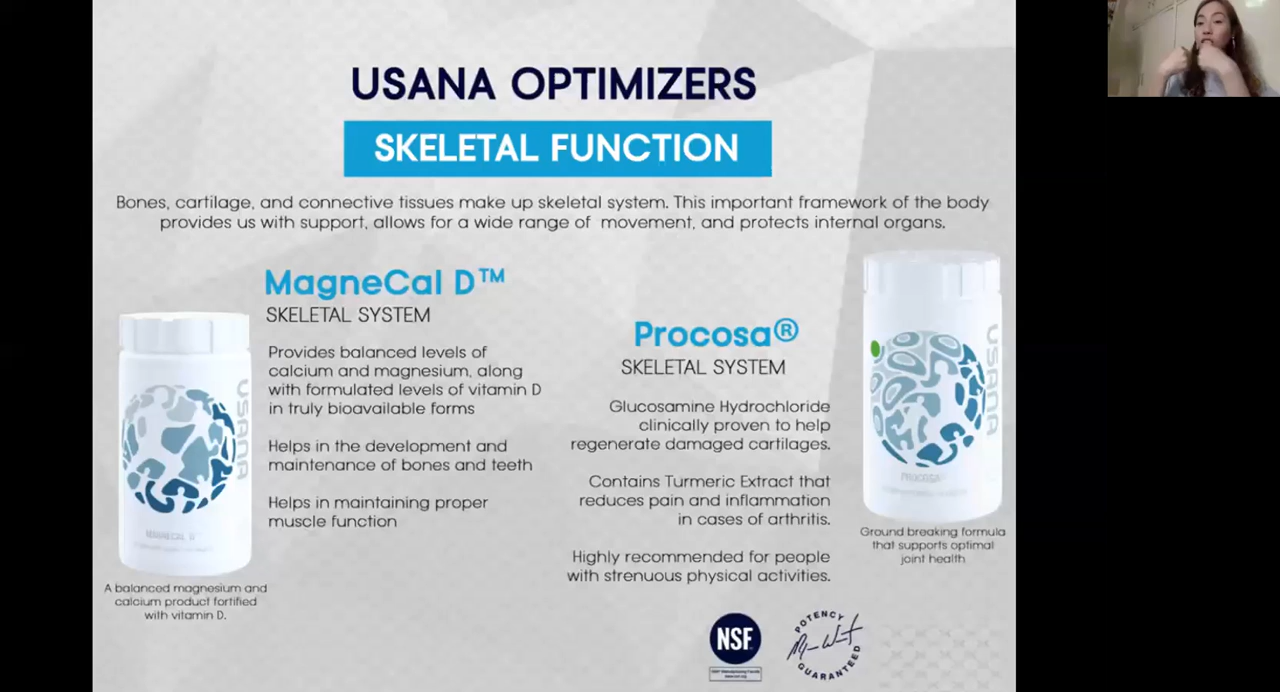 USANA OPTIMIZERS
SKELETAL FUNCTION
Bones, cartilage, and connective tissues make up skeletal system. This important framework of the body
provides us with support, allows for a wide range of movement, and protects internal organs.
MagneCal D™
SKELETAL SYSTEM
Provides balanced levels of
calcium and magnesium, along
with formulated levels of vitamin D
in truly bioavailable forms
Helps in the development and
maintenance of bones and teeth
Helps in maintaining proper
muscle function
USANA
MAGNECAL D
A balanced magnesium and
calcium product fortified
with vitamin D.
Procosa®
SKELETAL SYSTEM
Glucosamine Hydrochloride
clinically proven to help
regenerate damaged cartilages.
Contains Turmeric Extract that
reduces pain and inflammation
in cases of arthritis.
Highly recommended for people
with strenuous physical activities.
USANA
PROCOSA
Ground breaking formula
that supports optimal
joint health
NSF
POTENCY
GUARANTEED